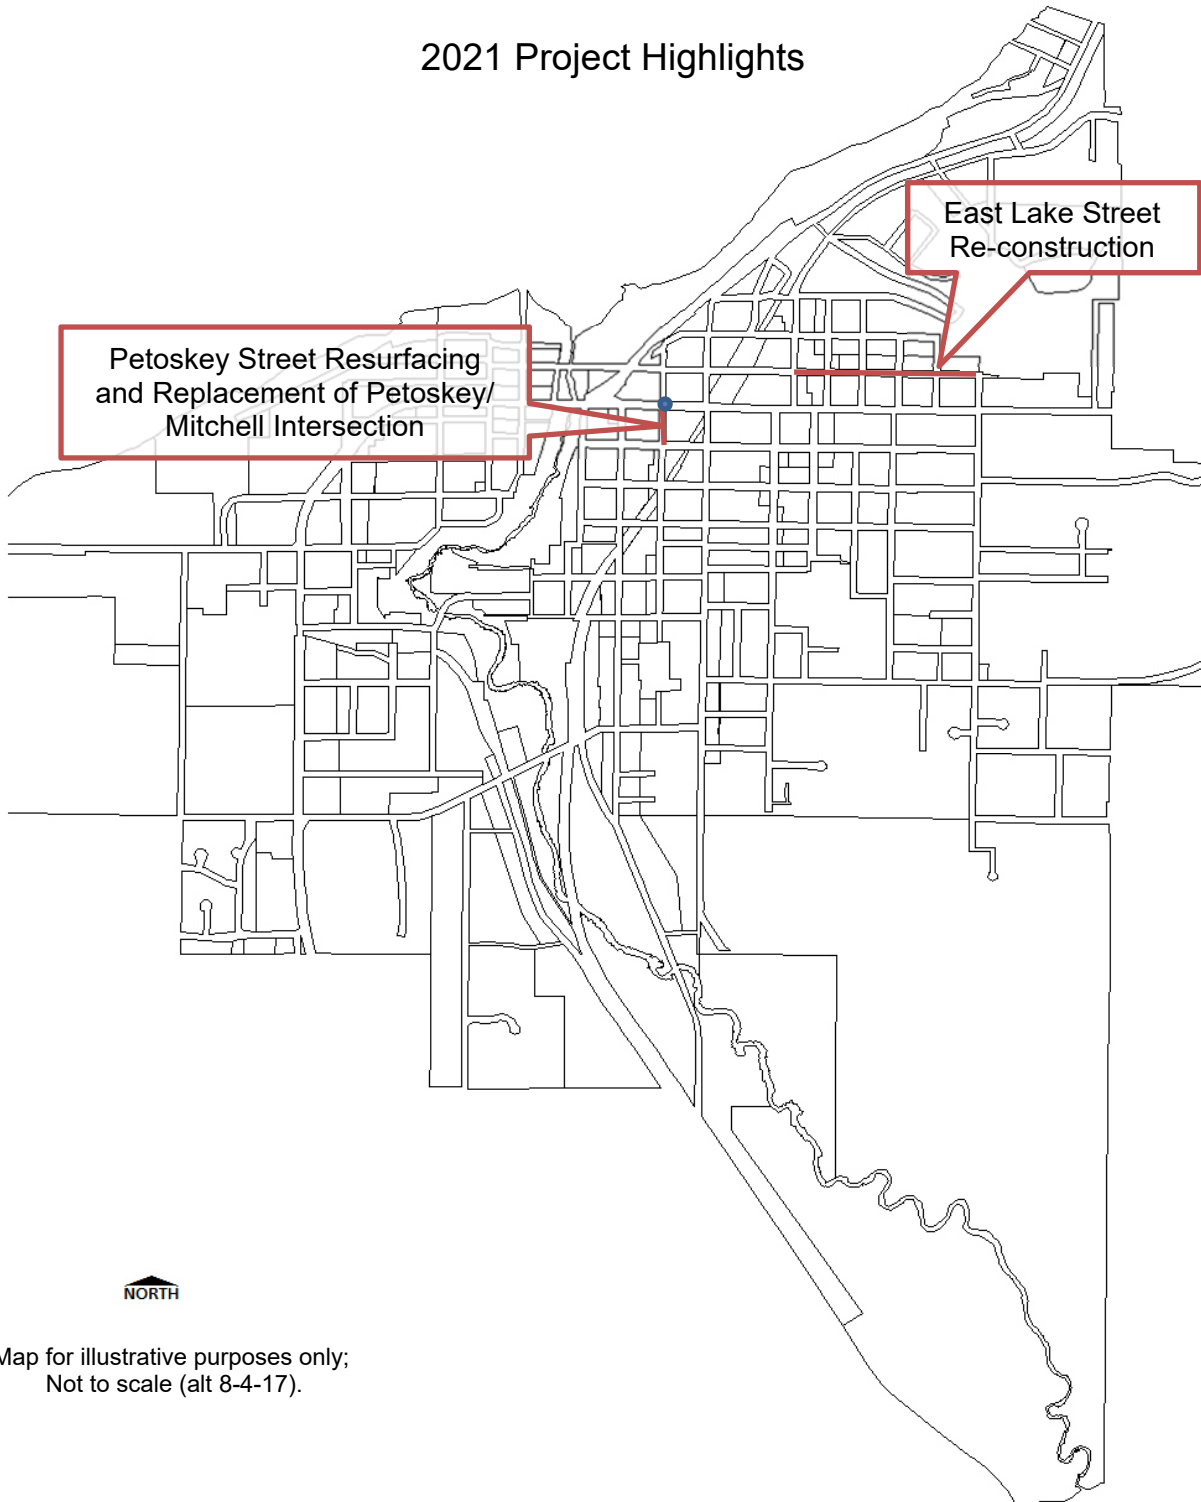 2021 Project Highlights
East Lake Street
Re-construction
Petoskey Street Resurfacing
and Replacement of Petoskey/
Mitchell Intersection
NORTH
Map for illustrative purposes only;
Not to scale (alt 8-4-17).